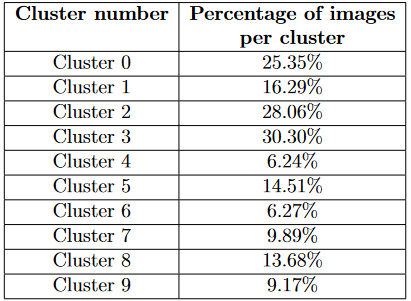 Cluster number Percentage of images
per cluster
Cluster 0 25.35%
Cluster 1 16.29%
Cluster 2 28.06%
Cluster 3 30.30%
Cluster 4 6.24%
Cluster 5 14.51%
Cluster 6 6.27%
Cluster 7 9.89%
Cluster 8 13.68%
Cluster 9 9.17%